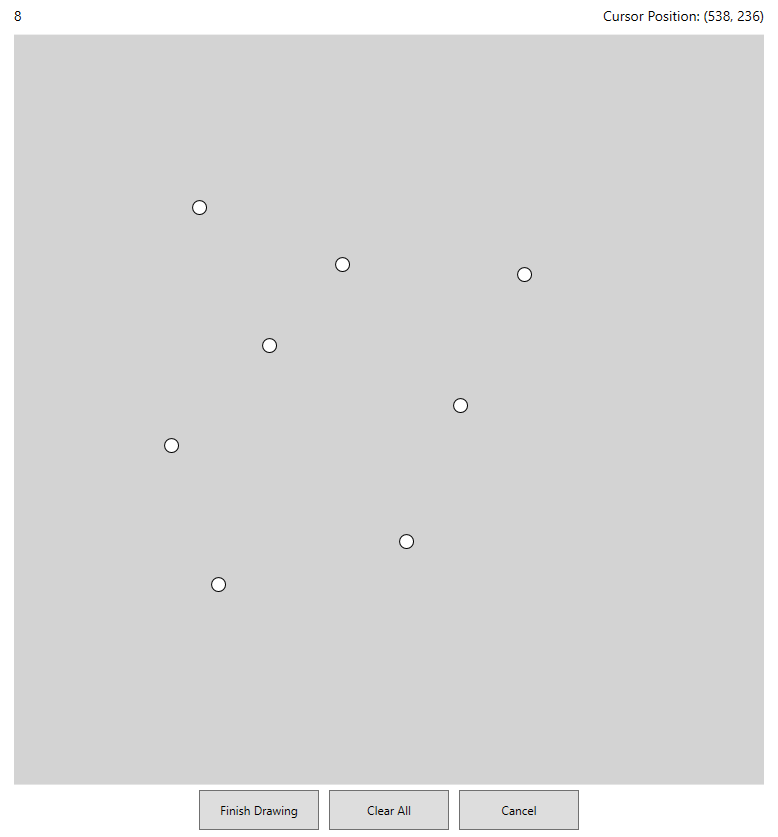 8
Cursor Position: (538, 236)
Finish Drawing
Clear All
Cancel